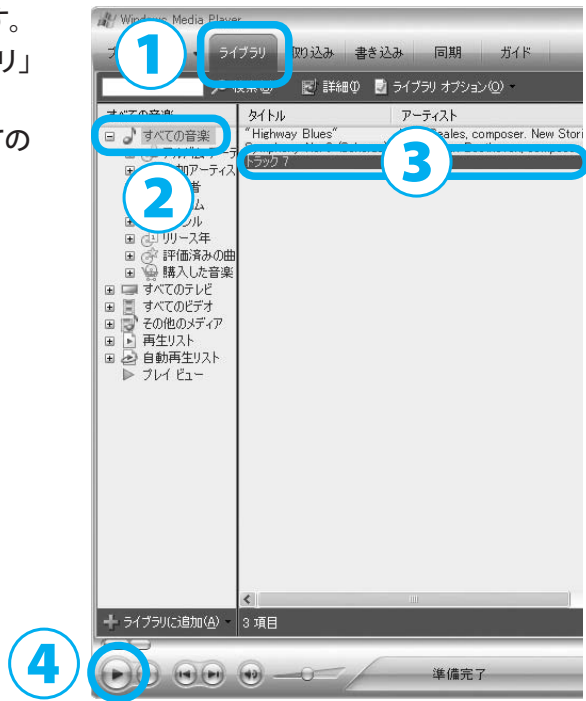 す。
リ」
ての
Windows Media Player
1
ライブラリ
取り込み
書き込み
同期
ガイド
詳細(I)
ライブラリ オプション(O)
すべての音楽
タイトル
アーティスト
すべての音楽
リリース年
評価済みの曲
購入した音楽
すべてのテレビ
すべてのビデオ
その他のメディア
再生リスト
自動再生リスト
プレイ ビュー
2
"Highway Blues"
composer. New Stori
トラック 7
3
ライブラリに追加(A)
3 項目
4
準備完了